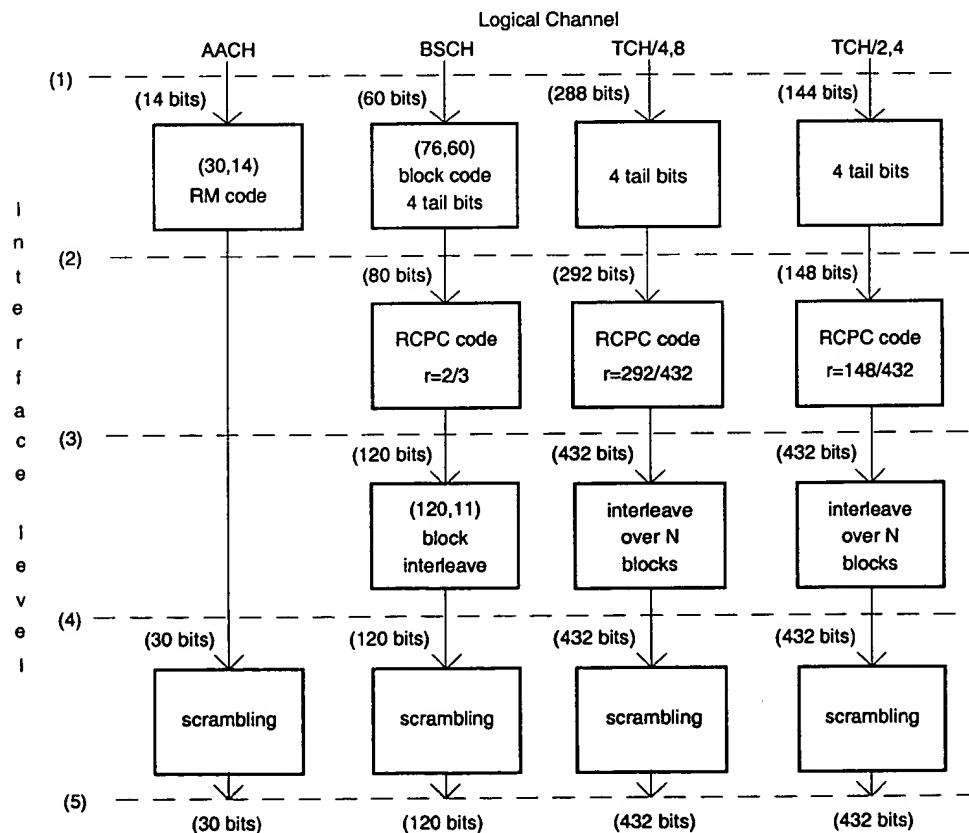 Logical Channel
AACH BSCH TCH/4,8 TCH/2,4
(1)
(14 bits) (60 bits) (288 bits) (144 bits)
(30,14)
RM code
(76,60)
block code
4 tail bits
4 tail bits
4 tail bits
Interface level
(2)
(80 bits) (292 bits) (148 bits)
RCPC code
r=2/3
RCPC code
r=292/432
RCPC code
r=148/432
(3)
(120 bits) (432 bits) (432 bits)
(120,11)
block
interleave
interleave
over N
blocks
interleave
over N
blocks
(4)
(30 bits) (120 bits) (432 bits) (432 bits)
scrambling scrambling scrambling scrambling
(5)
(30 bits) (120 bits) (432 bits) (432 bits)